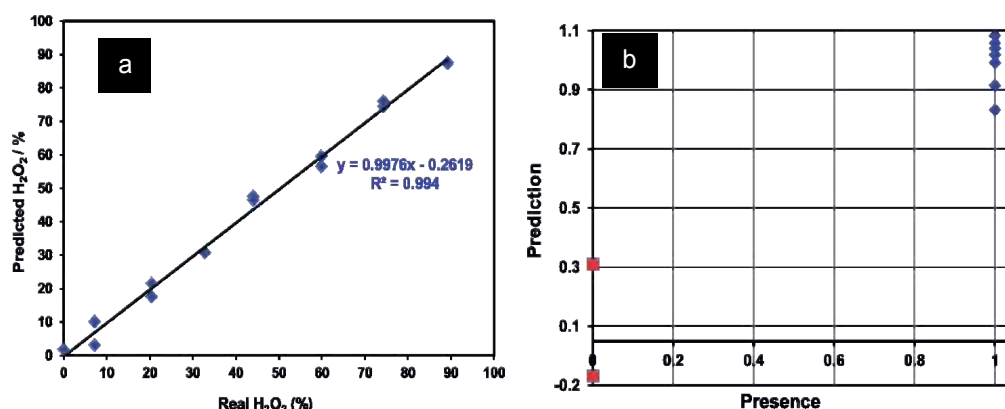 a
100
90
80
70
60
50
40
30
20
10
0
Predicted H₂O₂ / %
y = 0.9976x - 0.2619
R² = 0.994
0 10 20 30 40 50 60 70 80 90 100
Real H₂O₂ (%)
b
1.1
0.9
0.7
0.5
0.3
0.1
-0.2
Prediction
0 0.2 0.4 0.6 0.8 1
Presence